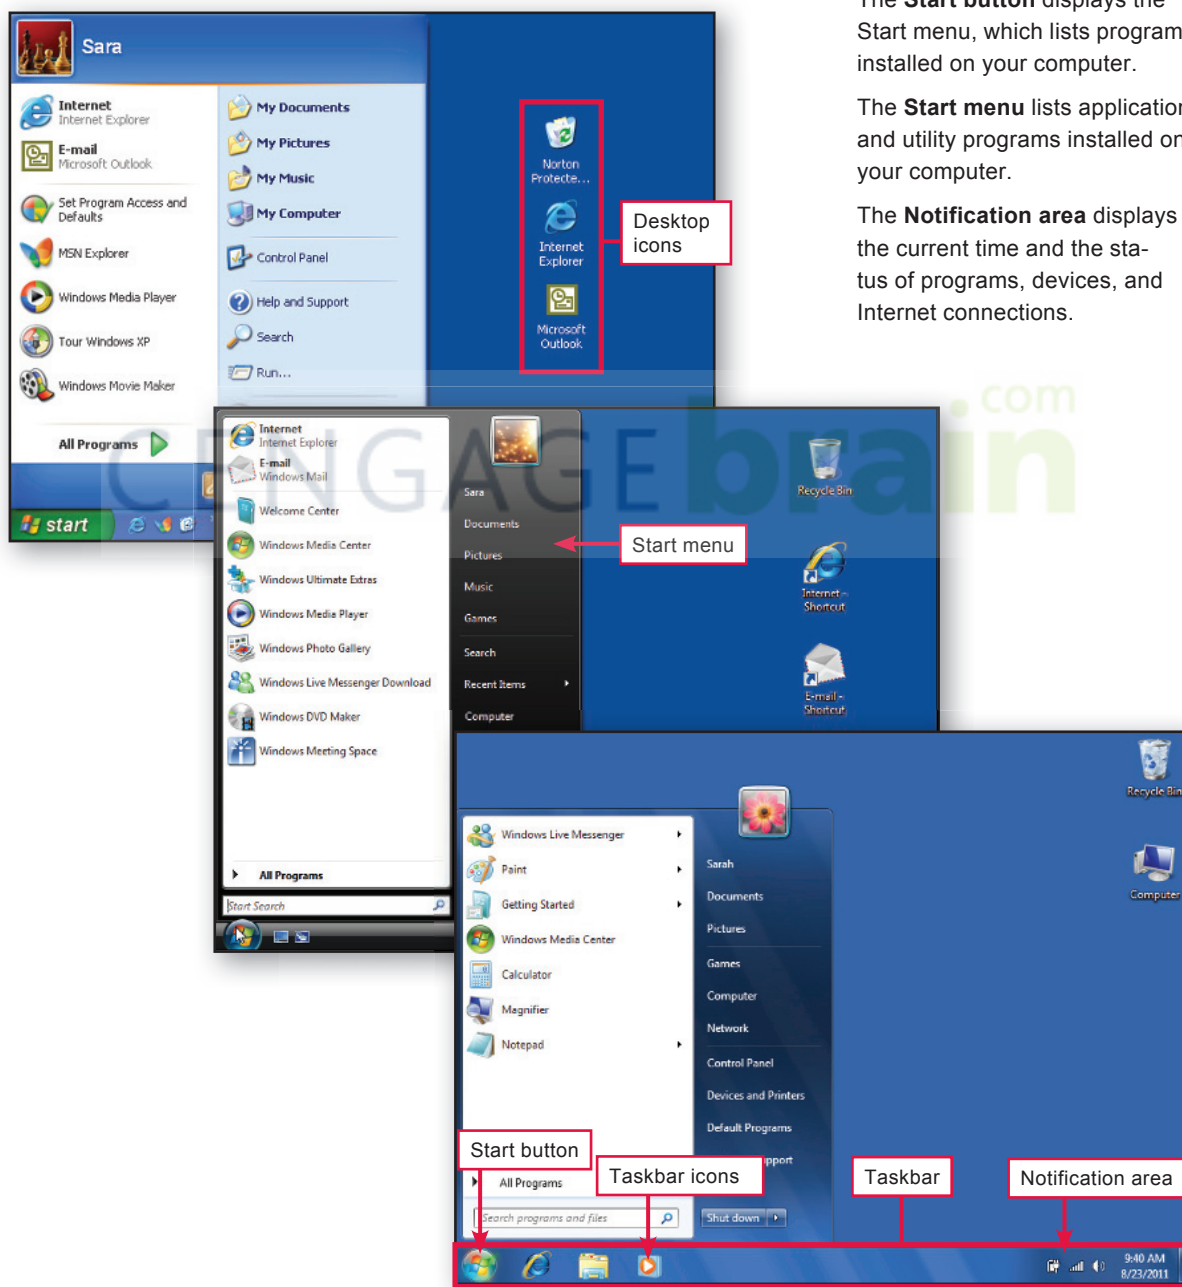 The Start button displays the
Start menu, which lists program
installed on your computer.
The Start menu lists application
and utility programs installed on
your computer.
The Notification area displays
the current time and the sta-
tus of programs, devices, and
Internet connections.
Sara
Internet
Internet Explorer
E-mail
Microsoft Outlook
Set Program Access and
Defaults
MSN Explorer
Windows Media Player
Tour Windows XP
Windows Movie Maker
All Programs
start
My Documents
My Pictures
My Music
My Computer
Control Panel
Help and Support
Search
Run...
Norton
Protecte...
Internet
Explorer
Microsoft
Outlook
Desktop
icons
CENGAGEbrain.com
Internet
Internet Explorer
E-mail
Windows Mail
Welcome Center
Windows Media Center
Windows Ultimate Extras
Windows Media Player
Windows Photo Gallery
Windows Live Messenger Download
Windows DVD Maker
Windows Meeting Space
All Programs
Start Search
Sara
Documents
Pictures
Music
Games
Search
Recent Items
Computer
Start menu
Recycle Bin
Internet -
Shortcut
E-mail -
Shortcut
Windows Live Messenger
Paint
Getting Started
Windows Media Center
Calculator
Magnifier
Notepad
All Programs
Search programs and files
Sarah
Documents
Pictures
Games
Computer
Network
Control Panel
Devices and Printers
Default Programs
pport
Shut down
Recycle Bin
Computer
Start button
Taskbar icons
Taskbar
Notification area
9:40 AM
8/23/2011